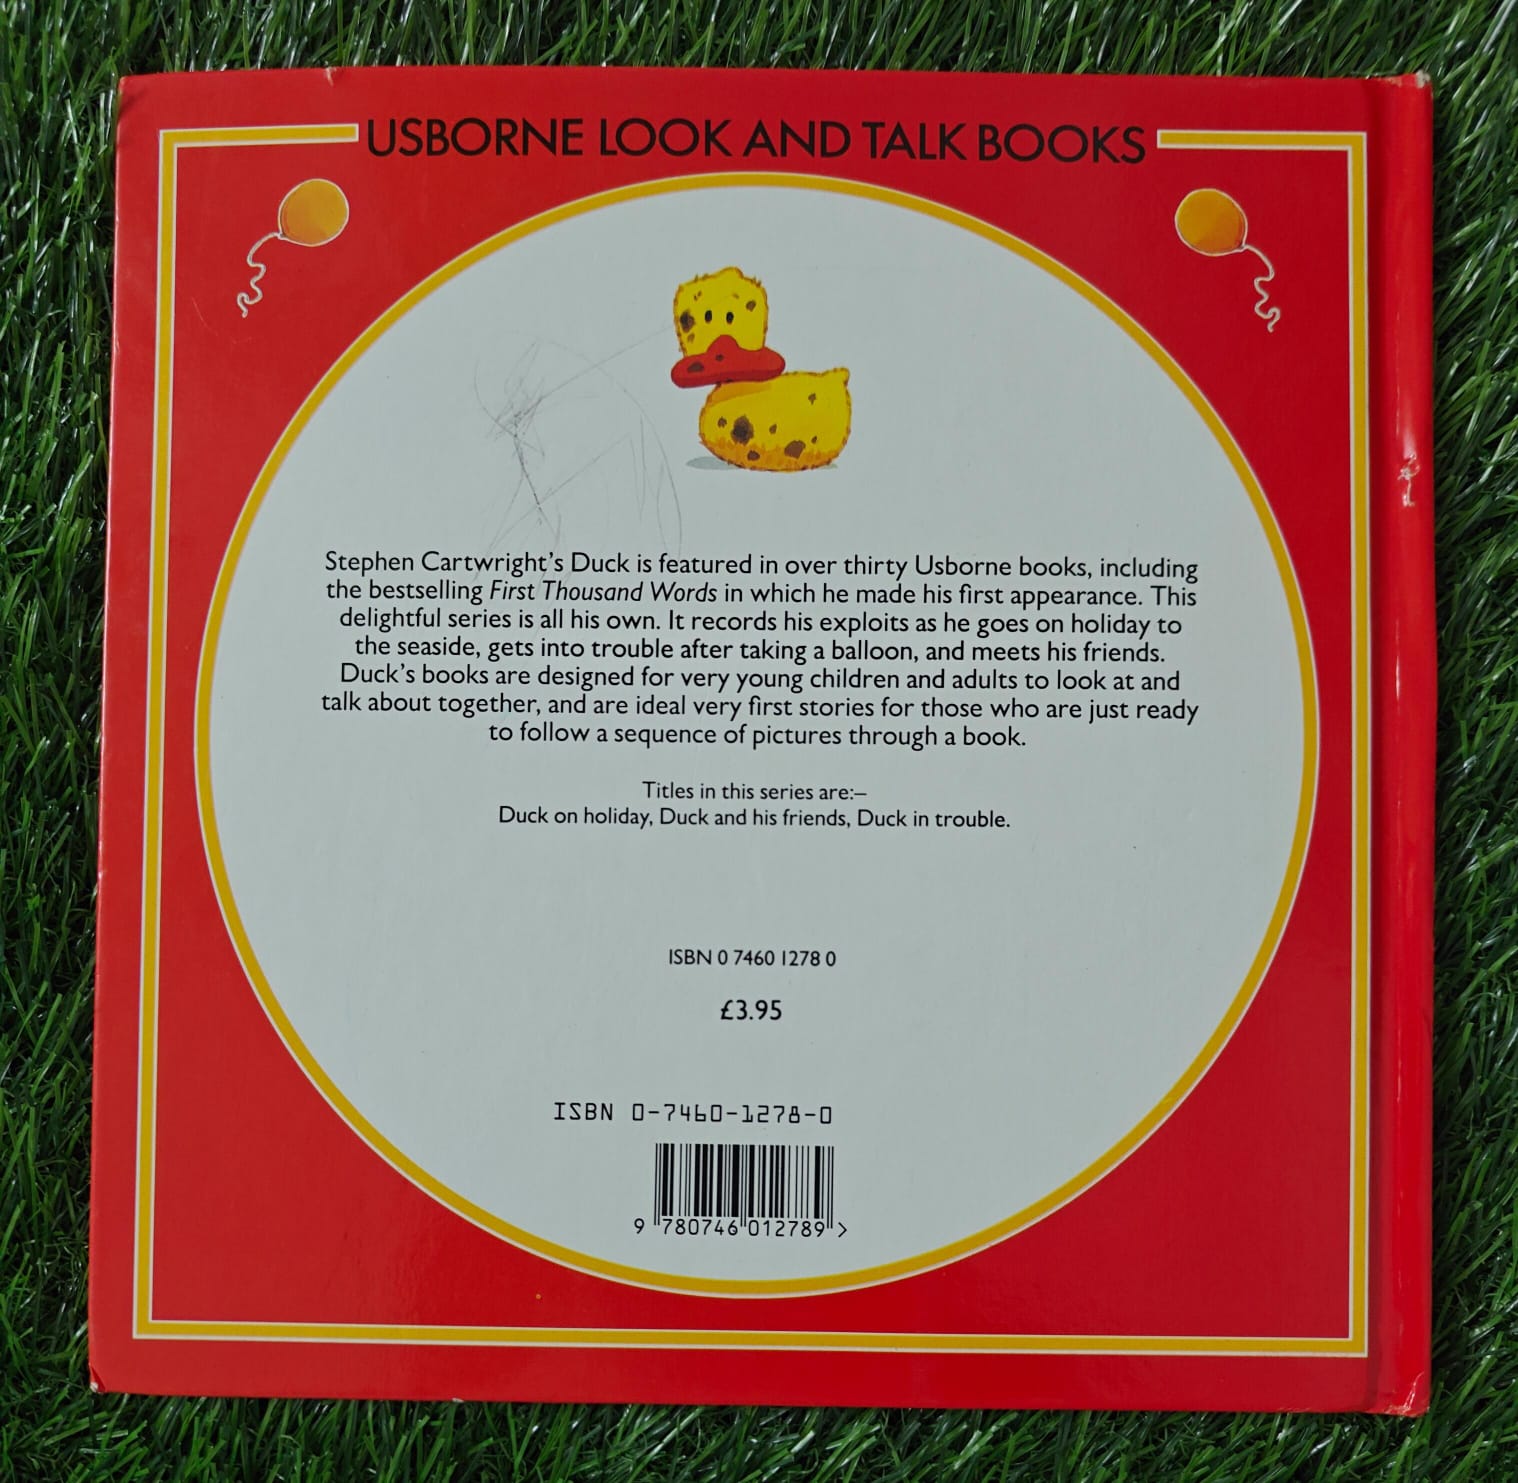 USBORNE LOOK AND TALK BOOKS
Stephen Cartwright's Duck is featured in over thirty Usborne books, including
the bestselling First Thousand Words in which he made his first appearance. This
delightful series is all his own. It records his exploits as he goes on holiday to
the seaside, gets into trouble after taking a balloon, and meets his friends.
Duck's books are designed for very young children and adults to look at and
talk about together, and are ideal very first stories for those who are just ready
to follow a sequence of pictures through a book.
Titles in this series are:–
Duck on holiday, Duck and his friends, Duck in trouble.
ISBN 0 7460 1278 0
£3.95
ISBN 0-7460-1278-0
9 780746 012789 >